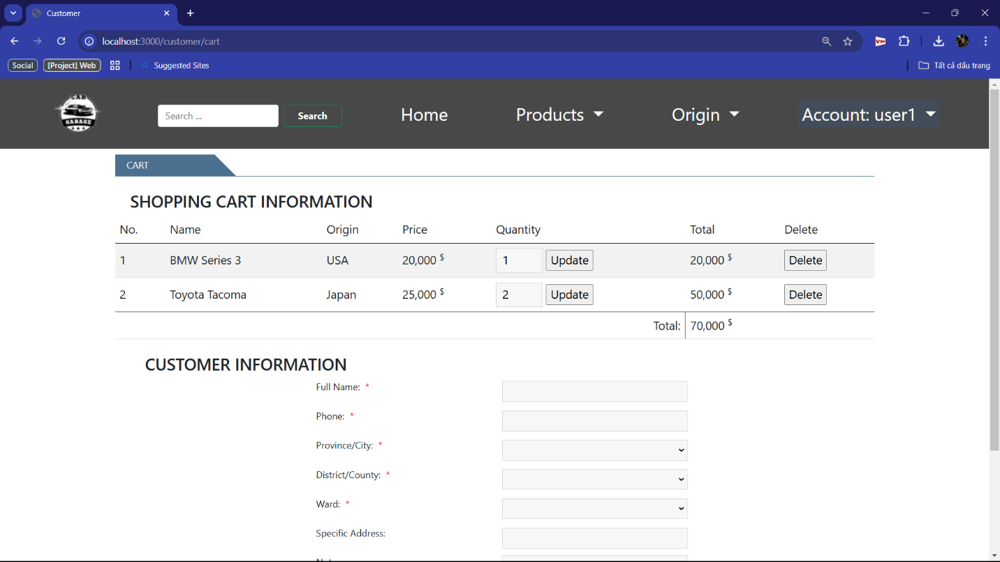 Customer
localhost:3000/customer/cart
VM
Social [Project] Web Suggested Sites Tất cả dấu trang
CAR
GARAGE
Search ... Search Home Products Origin Account: user1
CART
SHOPPING CART INFORMATION
No. Name Origin Price Quantity Total Delete
1 BMW Series 3 USA 20,000 $ 1 Update 20,000 $ Delete
2 Toyota Tacoma Japan 25,000 $ 2 Update 50,000 $ Delete
Total: 70,000 $
CUSTOMER INFORMATION
Full Name: *
Phone: *
Province/City: *
District/County: *
Ward: *
Specific Address: